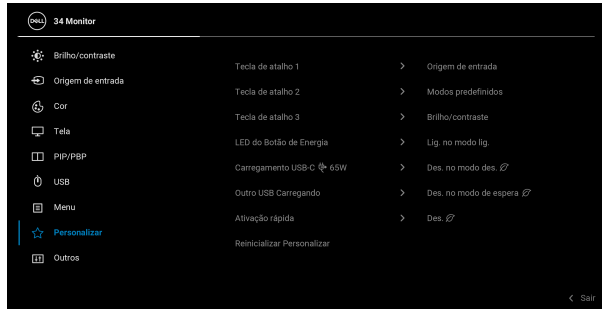 DELL 34 Monitor
Brilho/contraste
Origem de entrada
Cor
Tela
PIP/PBP
USB
Menu
Personalizar
Outros
Tecla de atalho 1 > Origem de entrada
Tecla de atalho 2 > Modos predefinidos
Tecla de atalho 3 > Brilho/contraste
LED do Botão de Energia > Lig. no modo lig.
Carregamento USB-C 65W > Des. no modo des.
Outro USB Carregando > Des. no modo de espera
Ativação rápida > Des.
Reinicializar Personalizar
< Sair